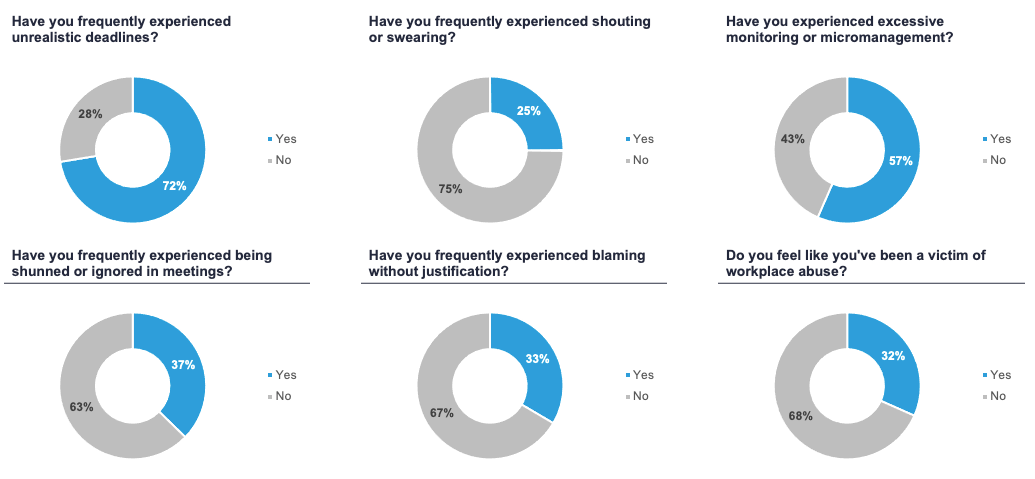 Have you frequently experienced
unrealistic deadlines?
28%
72%
Yes
No
Have you frequently experienced shouting
or swearing?
25%
75%
Yes
No
Have you experienced excessive
monitoring or micromanagement?
43%
57%
Yes
No
Have you frequently experienced being
shunned or ignored in meetings?
37%
63%
Yes
No
Have you frequently experienced blaming
without justification?
33%
67%
Yes
No
Do you feel like you've been a victim of
workplace abuse?
32%
68%
Yes
No